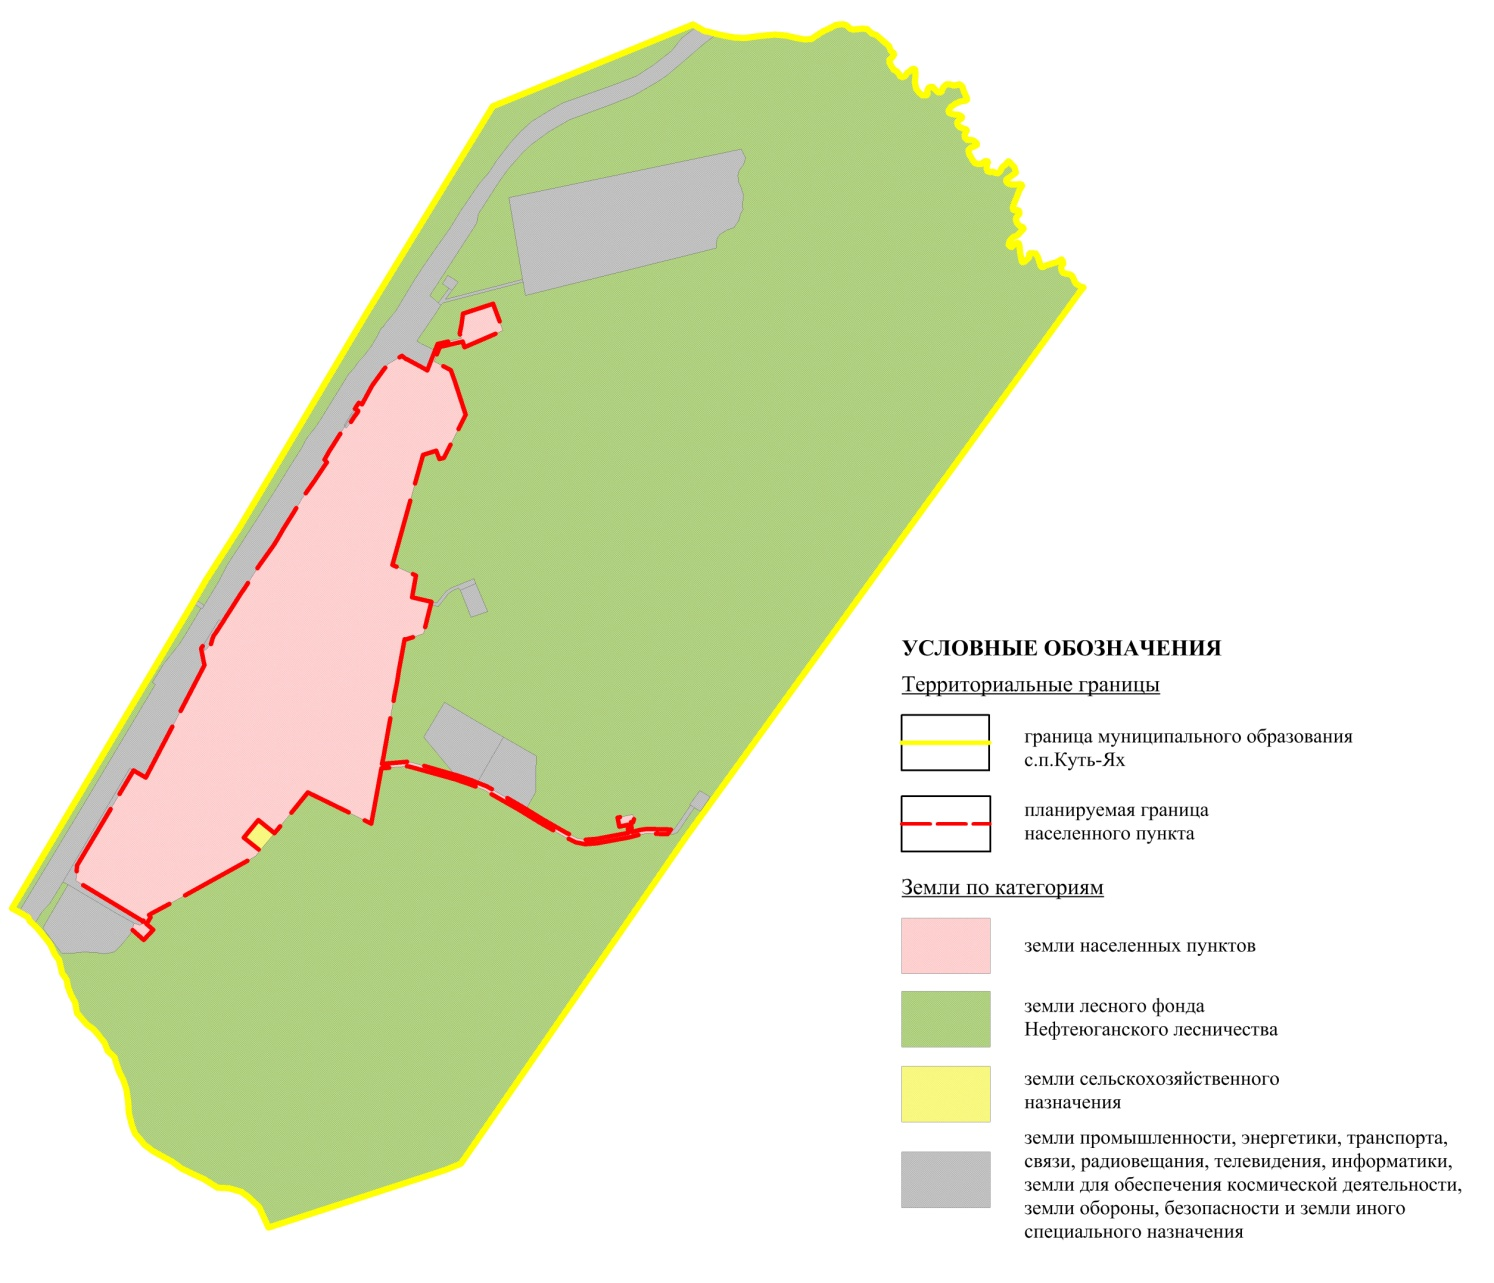 УСЛОВНЫЕ ОБОЗНАЧЕНИЯ
Территориальные границы
граница муниципального образования
с.п.Куть-Ях
планируемая граница
населенного пункта
Земли по категориям
земли населенных пунктов
земли лесного фонда
Нефтеюганского лесничества
земли сельскохозяйственного
назначения
земли промышленности, энергетики, транспорта,
связи, радиовещания, телевидения, информатики,
земли для обеспечения космической деятельности,
земли обороны, безопасности и земли иного
специального назначения